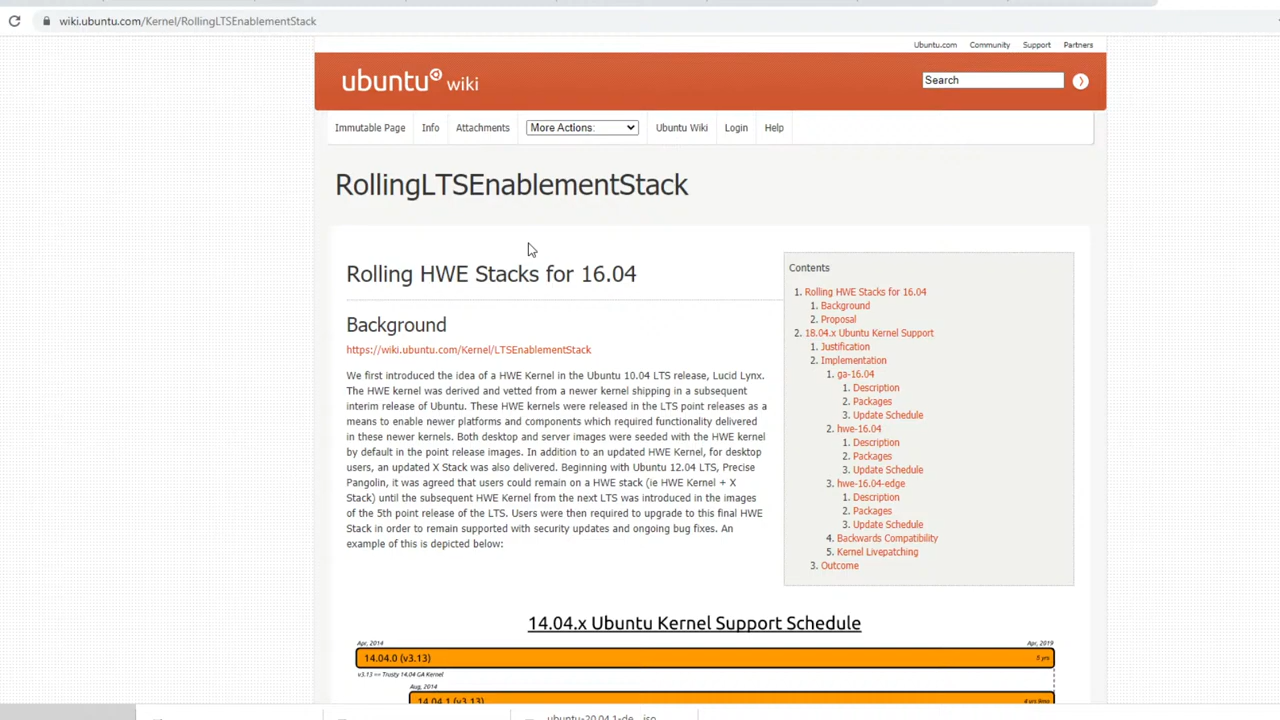 wiki.ubuntu.com/Kernel/RollingLTSEnablementStack
Ubuntu.com Community Support Partners
ubuntu wiki
Search
Immutable Page Info Attachments More Actions: Ubuntu Wiki Login Help
RollingLTSEnablementStack
Rolling HWE Stacks for 16.04
Background
https://wiki.ubuntu.com/Kernel/LTSEnablementStack
We first introduced the idea of a HWE Kernel in the Ubuntu 10.04 LTS release, Lucid Lynx.
The HWE kernel was derived and vetted from a newer kernel shipping in a subsequent
interim release of Ubuntu. These HWE kernels were released in the LTS point releases as a
means to enable newer platforms and components which required functionality delivered
in these newer kernels. Both desktop and server images were seeded with the HWE kernel
by default in the point release images. In addition to an updated HWE Kernel, for desktop
users, an updated X Stack was also delivered. Beginning with Ubuntu 12.04 LTS, Precise
Pangolin, it was agreed that users could remain on a HWE stack (ie HWE Kernel + X
Stack) until the subsequent HWE Kernel from the next LTS was introduced in the images
of the 5th point release of the LTS. Users were then required to upgrade to this final HWE
Stack in order to remain supported with security updates and ongoing bug fixes. An
example of this is depicted below:
Contents
1. Rolling HWE Stacks for 16.04
1. Background
2. Proposal
2. 18.04.x Ubuntu Kernel Support
1. Justification
2. Implementation
1. ga-16.04
1. Description
2. Packages
3. Update Schedule
2. hwe-16.04
1. Description
2. Packages
3. Update Schedule
3. hwe-16.04-edge
1. Description
2. Packages
3. Update Schedule
4. Backwards Compatibility
5. Kernel Livepatching
3. Outcome
14.04.x Ubuntu Kernel Support Schedule
Apr, 2014 Apr, 2019
14.04.0 (v3.13) 5 yrs
v3.13 == Trusty 14.04 GA Kernel
Aug, 2014
14.04.1 (v3.13) 4 yrs 9mo
ubuntu-20.04.1-de....iso